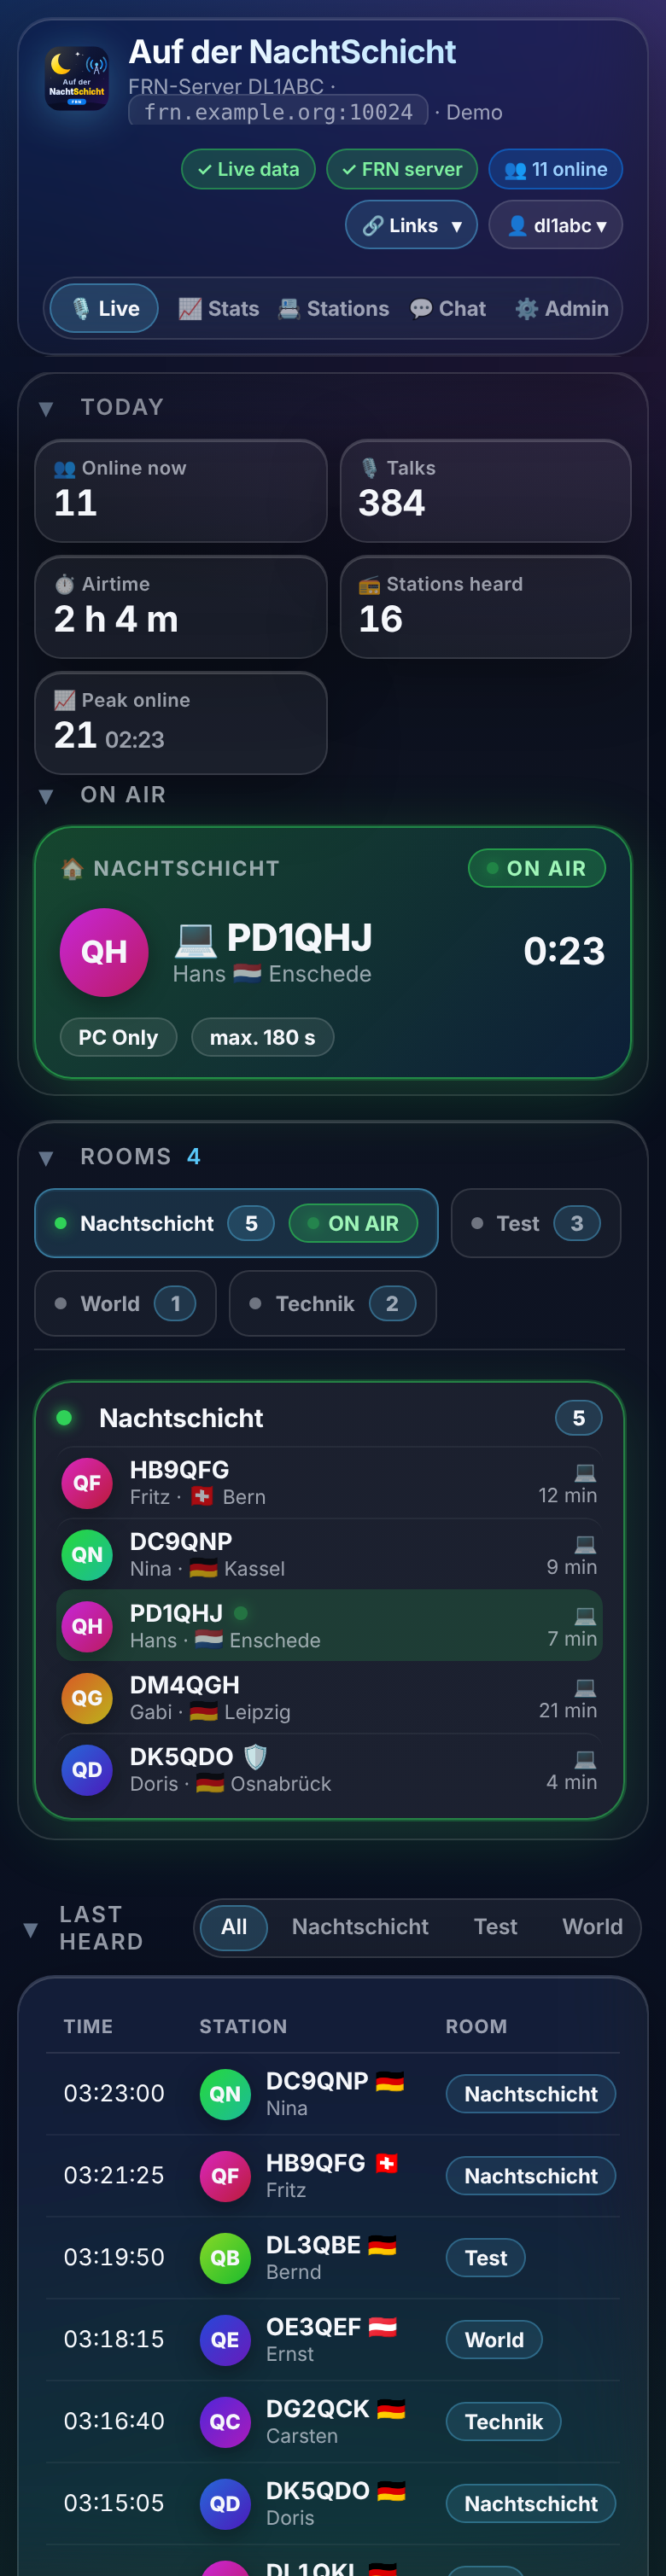 Auf der
NachtSchicht
FRN
Auf der NachtSchicht
FRN-Server DL1ABC ·
frn.example.org:10024 · Demo
✓ Live data ✓ FRN server 👥 11 online
🔗 Links ▾ 👤 dl1abc ▾
🎙️ Live 📈 Stats 📇 Stations 💬 Chat ⚙️ Admin
▼ TODAY
👥 Online now
11
🎙️ Talks
384
⏱️ Airtime
2 h 4 m
📻 Stations heard
16
📈 Peak online
21 02:23
▼ ON AIR
🏠 NACHTSCHICHT ON AIR
QH 💻 PD1QHJ 0:23
Hans 🇳🇱 Enschede
PC Only max. 180 s
▼ ROOMS 4
Nachtschicht 5 ON AIR Test 3
World 1 Technik 2
Nachtschicht 5
QF HB9QFG 💻
Fritz · 🇨🇭 Bern 12 min
QN DC9QNP 💻
Nina · 🇩🇪 Kassel 9 min
QH PD1QHJ 💻
Hans · 🇳🇱 Enschede 7 min
QG DM4QGH 💻
Gabi · 🇩🇪 Leipzig 21 min
QD DK5QDO 🛡️ 💻
Doris · 🇩🇪 Osnabrück 4 min
▼ LAST HEARD
All Nachtschicht Test World
TIME STATION ROOM
03:23:00 QN DC9QNP 🇩🇪 Nachtschicht
Nina
03:21:25 QF HB9QFG 🇨🇭 Nachtschicht
Fritz
03:19:50 QB DL3QBE 🇩🇪 Test
Bernd
03:18:15 QE OE3QEF 🇦🇹 World
Ernst
03:16:40 QC DG2QCK 🇩🇪 Technik
Carsten
03:15:05 QD DK5QDO 🇩🇪 Nachtschicht
Doris